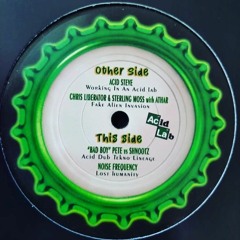 Other Side
ACID STEVE
Working In An Acid Lab
CHRIS LIBERATOR & STERLING MOSS with ATHAR
Fake Alien Invasion
Acid
Lab
This Side
"BAD BOY" PETE vs SHNOOTZ
Acid Dub Tekno Lineage
NOISE FREQUENCY
Lost Humanity